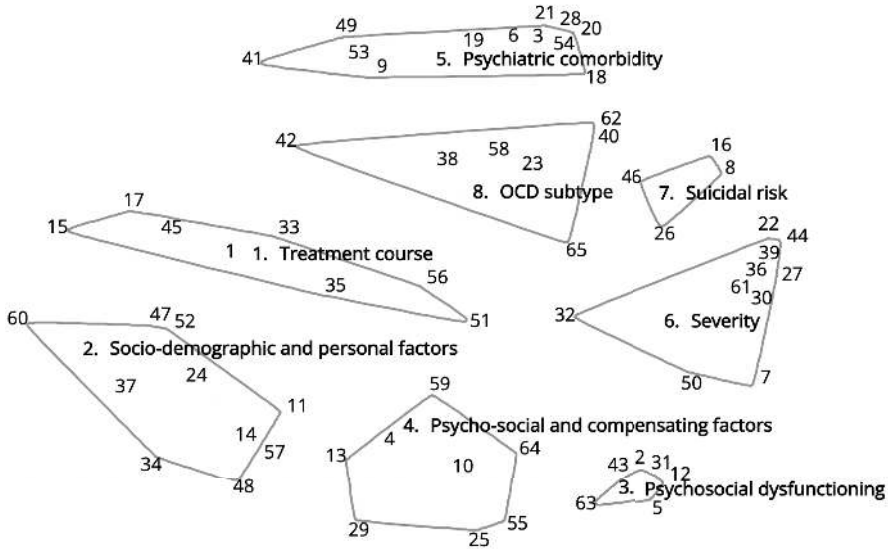 21 28
49 19 6 3 20
41 53 54
9 18
5. Psychiatric comorbidity
62
42 40
38 58 23
8. OCD subtype
65
16
46 8
7. Suicidal risk
26
17
15 45 33
1 1. Treatment course
35 56
51
22 44
39
36 27
61 30
32
6. Severity
50 7
60 47 52
2. Socio-demographic and personal factors
37 24
11
14 57
34
48
59
4. Psycho-social and compensating factors
4
13 10 64
29 25 55
43 2 31 12
3. Psychosocial dysfunctioning
63 5